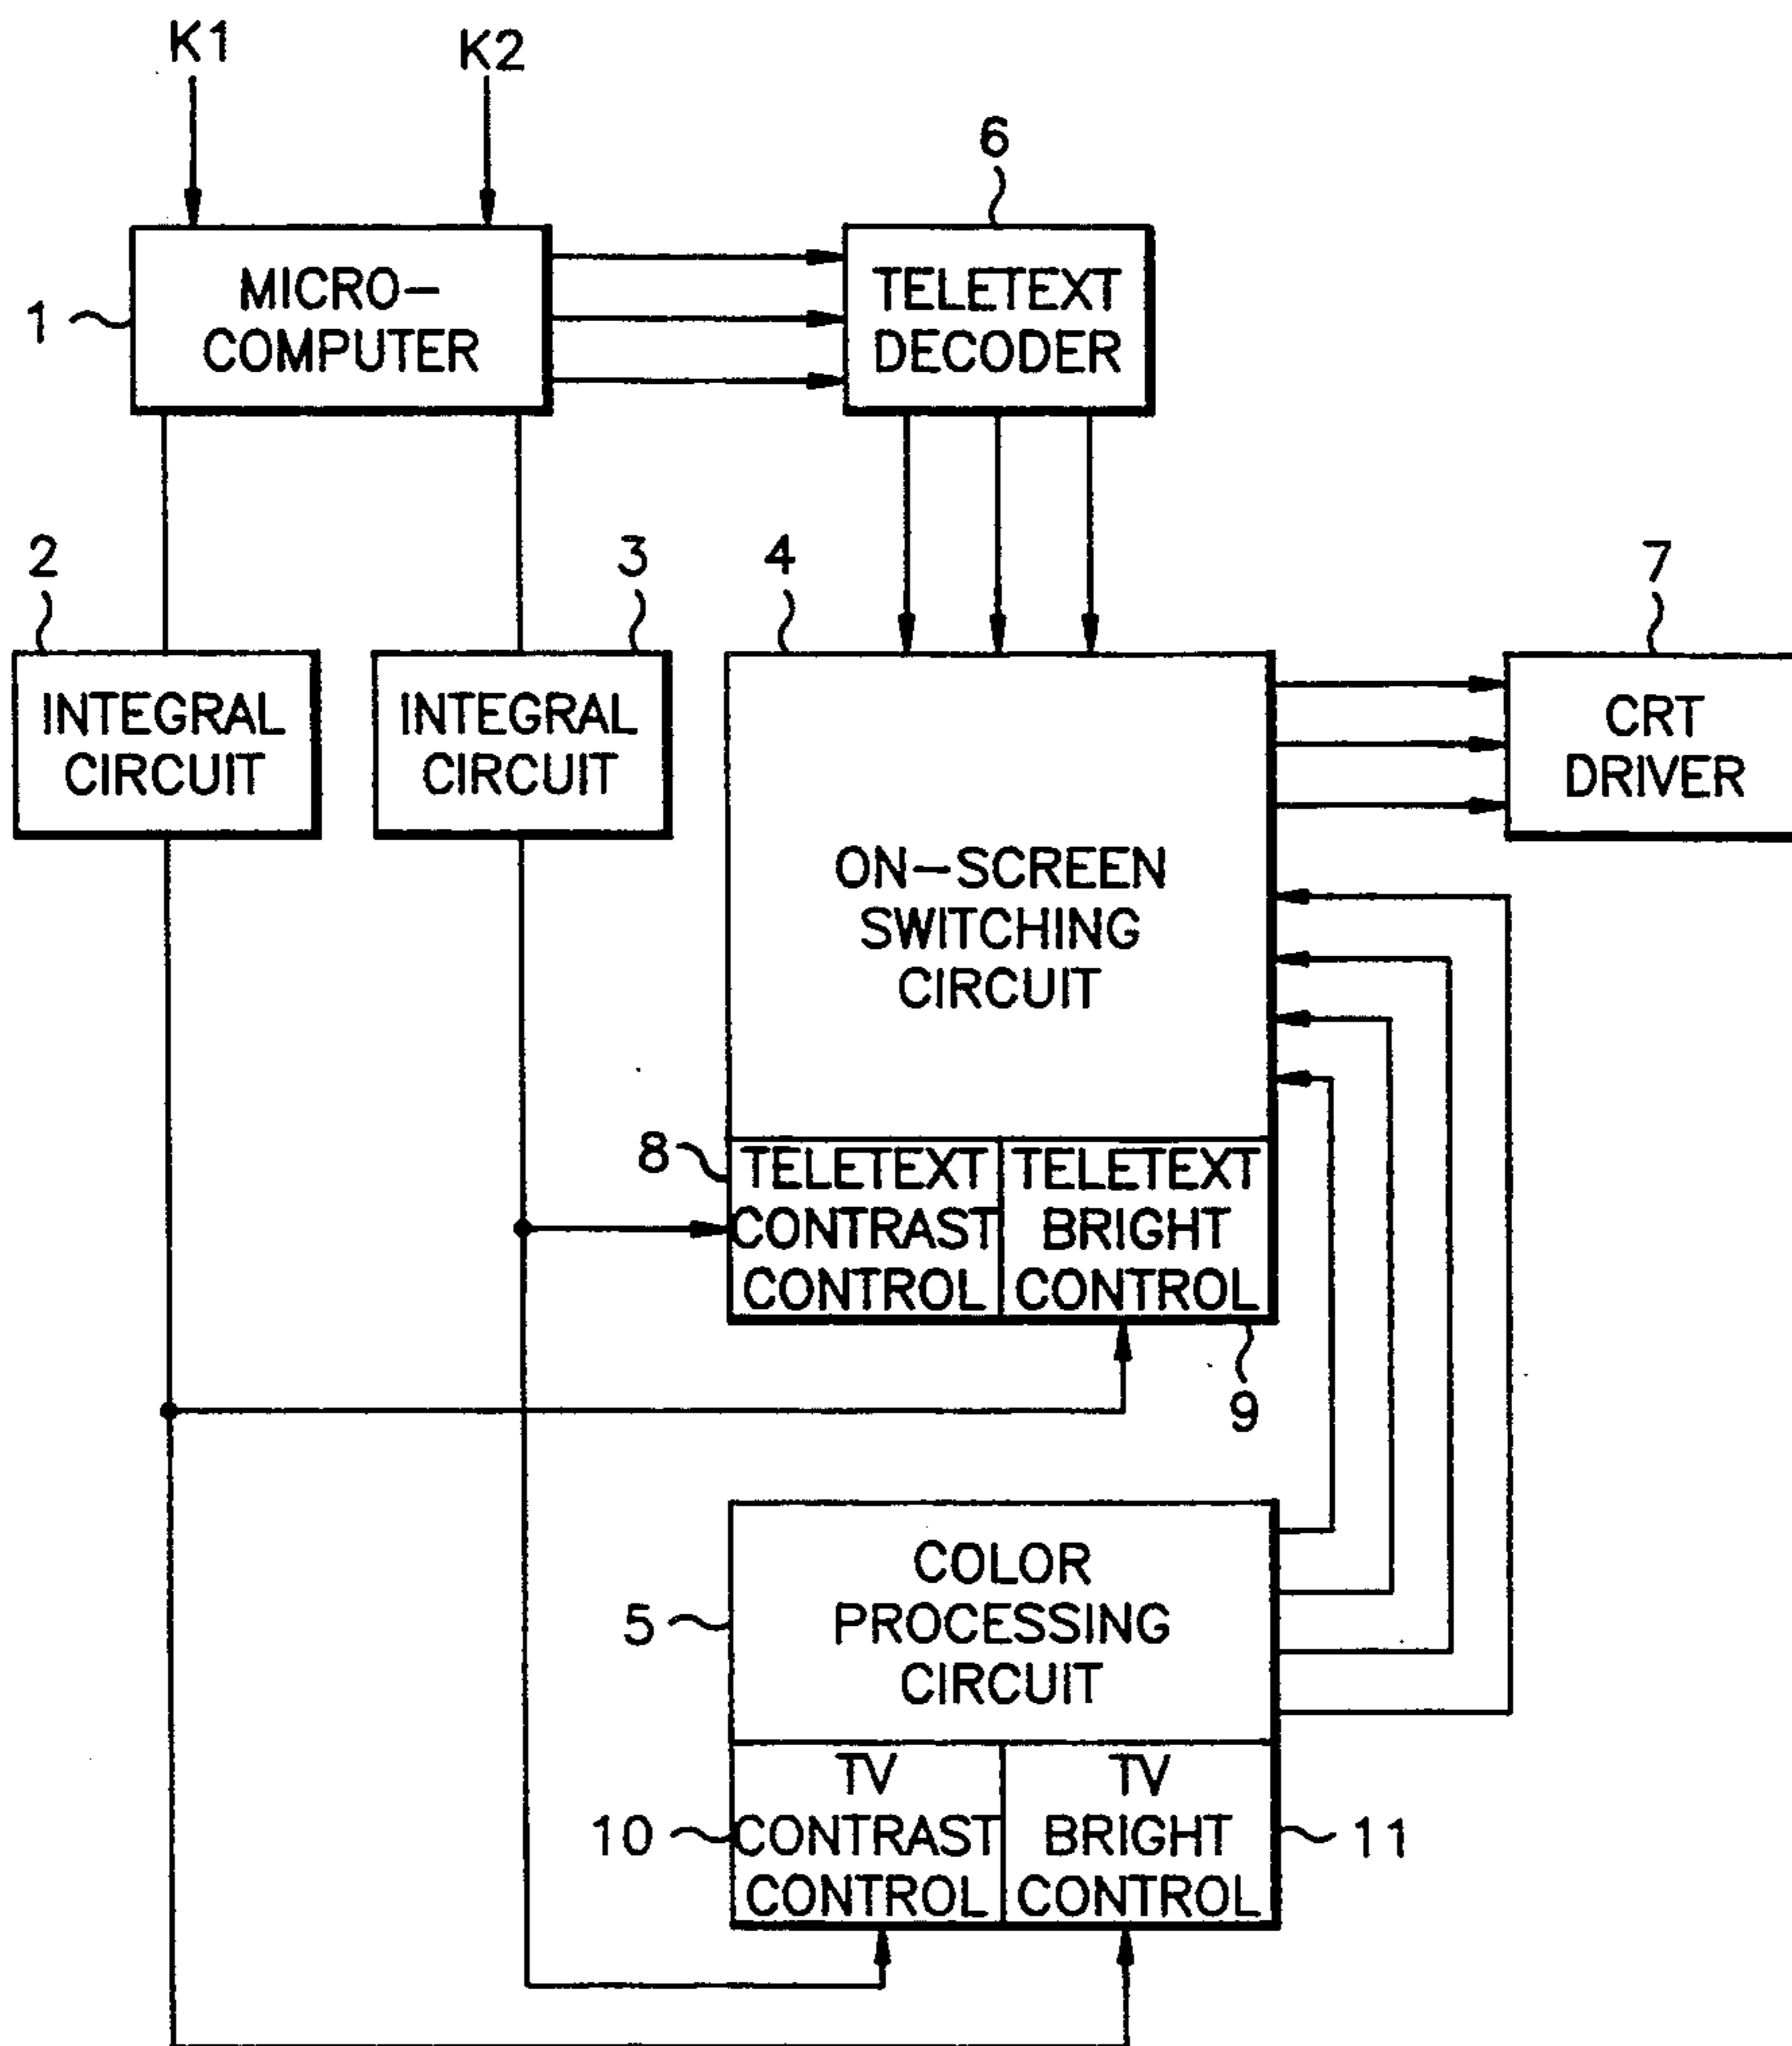 K1
K2
6
1
MICRO-
COMPUTER
TELETEXT
DECODER
2
3
4
7
INTEGRAL
CIRCUIT
INTEGRAL
CIRCUIT
CRT
DRIVER
ON-SCREEN
SWITCHING
CIRCUIT
8
TELETEXT
CONTRAST
CONTROL
TELETEXT
BRIGHT
CONTROL
9
5
COLOR
PROCESSING
CIRCUIT
10
TV
CONTRAST
CONTROL
TV
BRIGHT
CONTROL
11